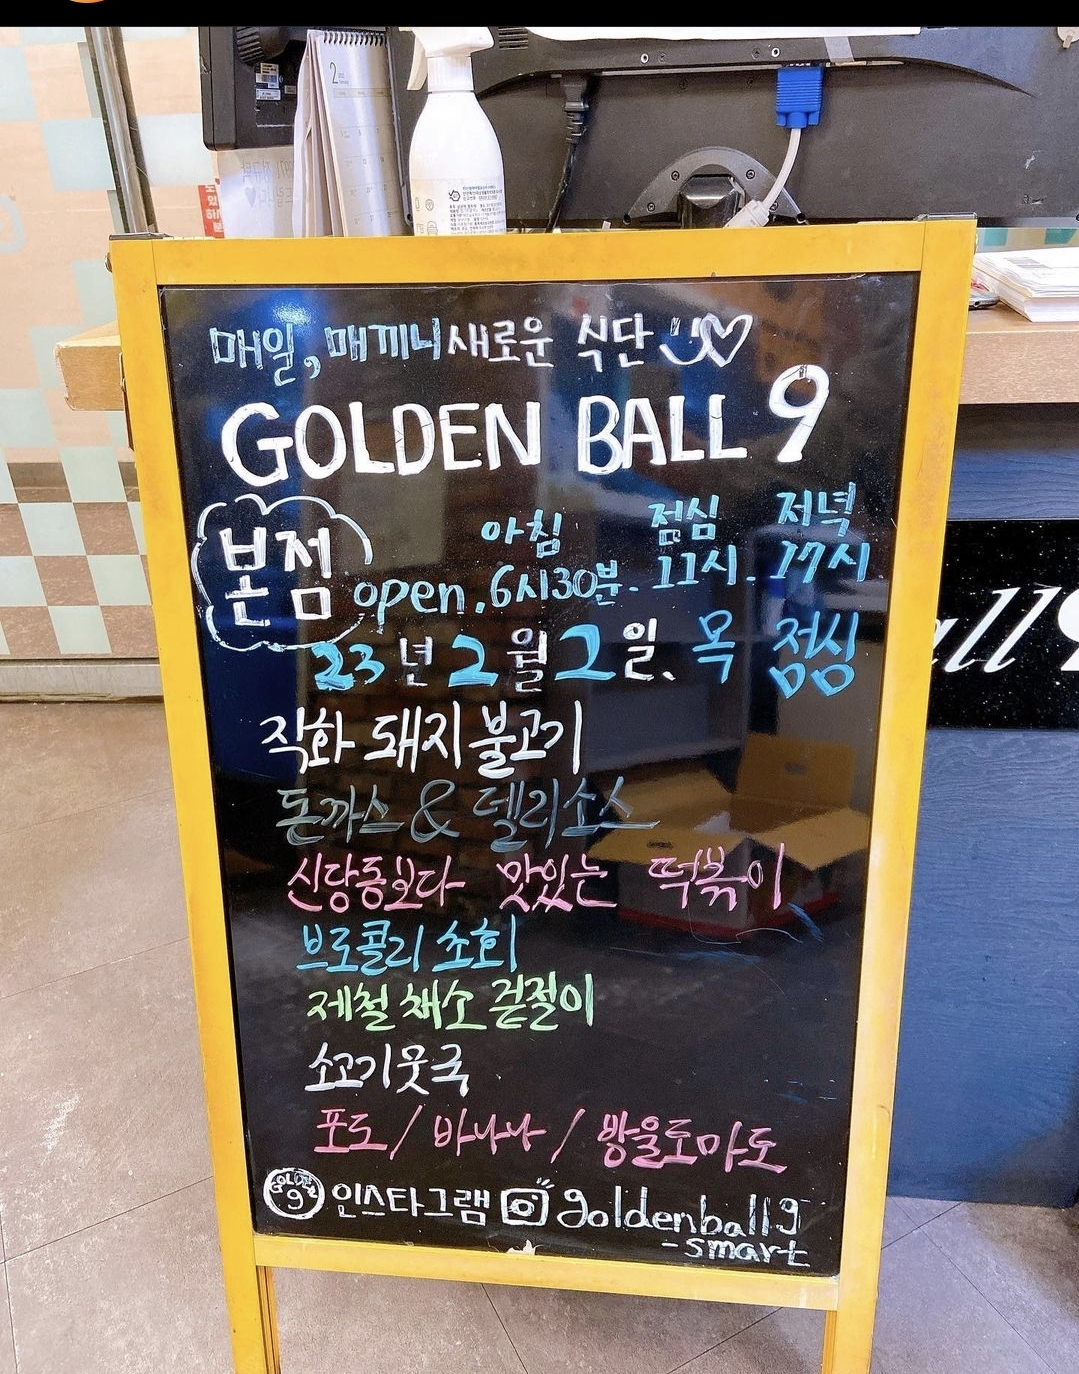 매일, 매끼니 새로운 식단
GOLDEN BALL 9
본점
아침 점심 저녁
open. 6시30분. 11시. 17시
23년 2월 2일. 목 점심
직화 돼지불고기
돈까스 & 델리소스
신당동보다 맛있는 떡볶이
브로콜리 초회
제철 채소 겉절이
소고기뭇국
포도 / 바나나 / 방울토마도
GOLDEN 9 인스타그램 goldenball9
-smart
all 9
2